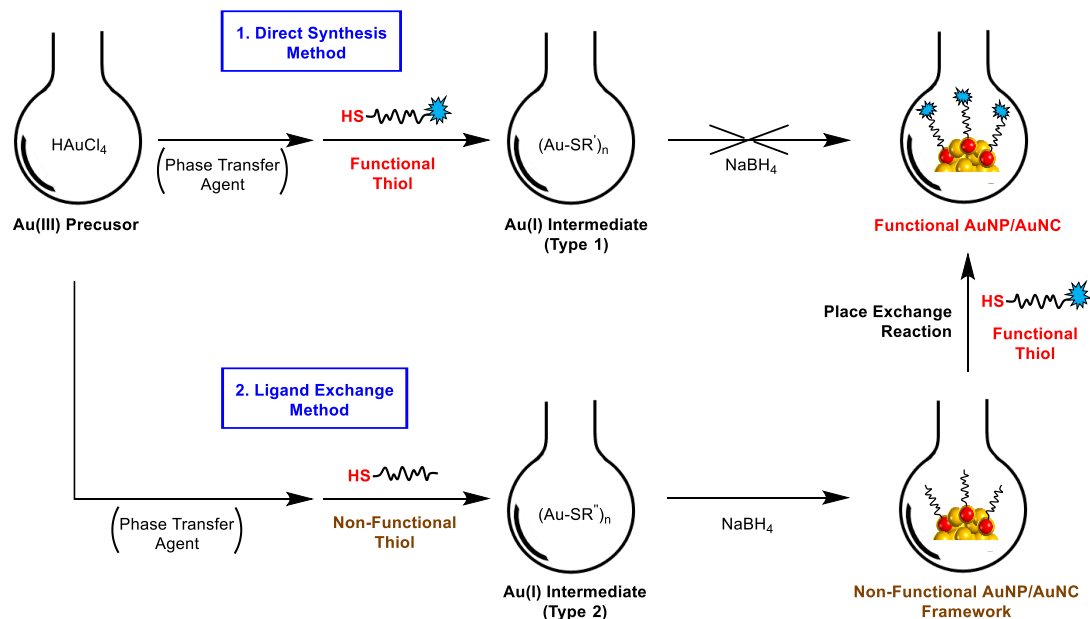 1. Direct Synthesis
Method
HAuCl4
(Phase Transfer
Agent)
HS
Functional
Thiol
(Au-SR')n
NaBH4
Au(III) Precusor
Au(I) Intermediate
(Type 1)
Functional AuNP/AuNC
Place Exchange
Reaction
HS
Functional
Thiol
2. Ligand Exchange
Method
(Phase Transfer
Agent)
HS
Non-Functional
Thiol
(Au-SR")n
NaBH4
Au(I) Intermediate
(Type 2)
Non-Functional AuNP/AuNC
Framework